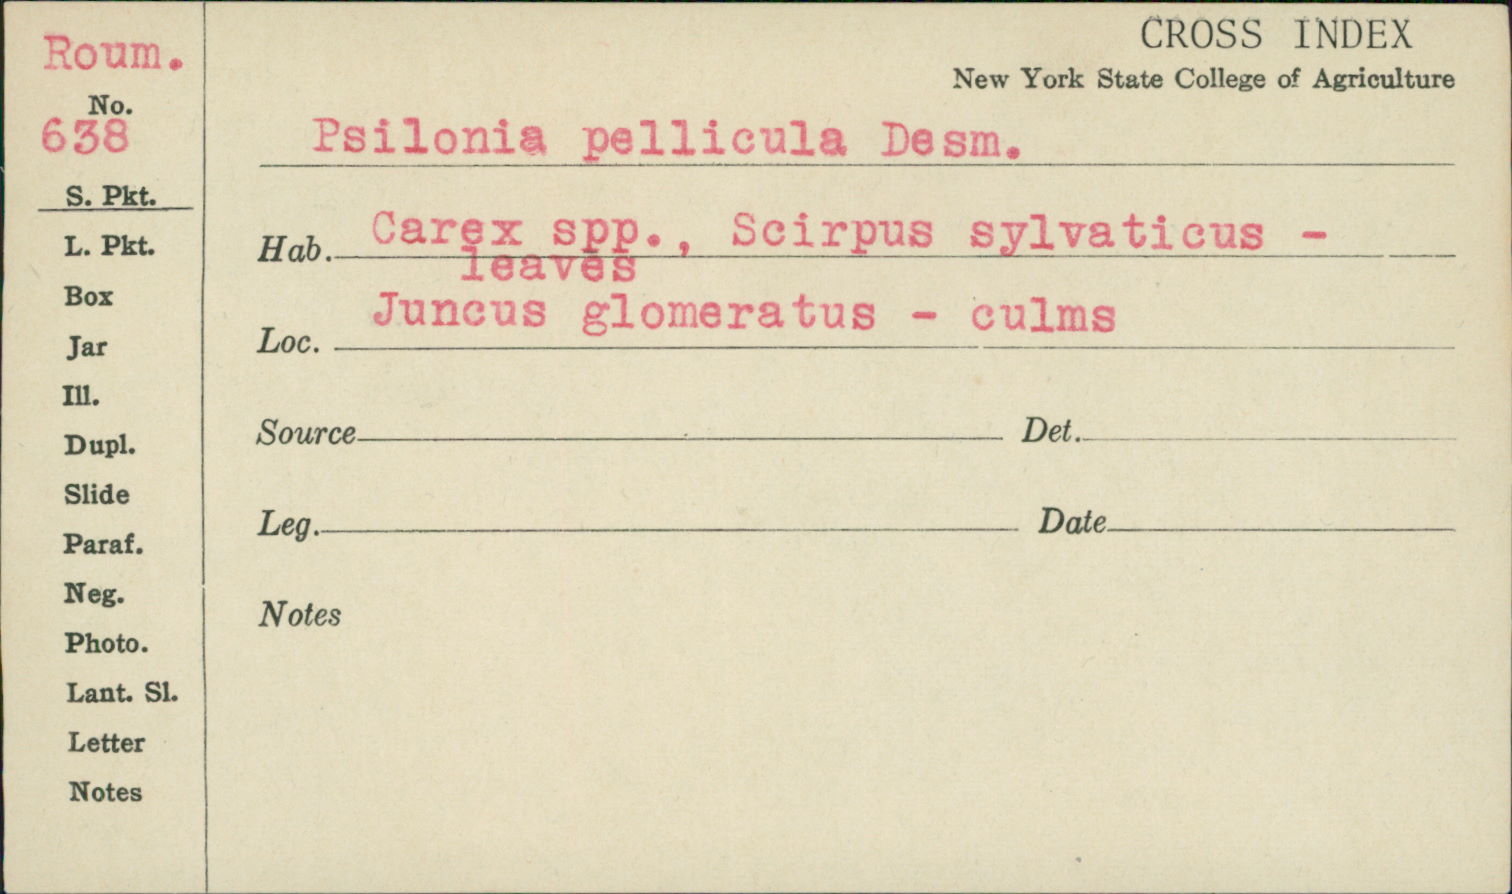 CROSS INDEX
New York State College of Agriculture
Roum.
No.
638
S. Pkt.
L. Pkt.
Box
Jar
Ill.
Dupl.
Slide
Paraf.
Neg.
Photo.
Lant. Sl.
Letter
Notes
Psilonia pellicula Desm.
Hab. Carex spp., Scirpus sylvaticus -
leaves
Juncus glomeratus - culms
Loc.
Source Det.
Leg. Date
Notes